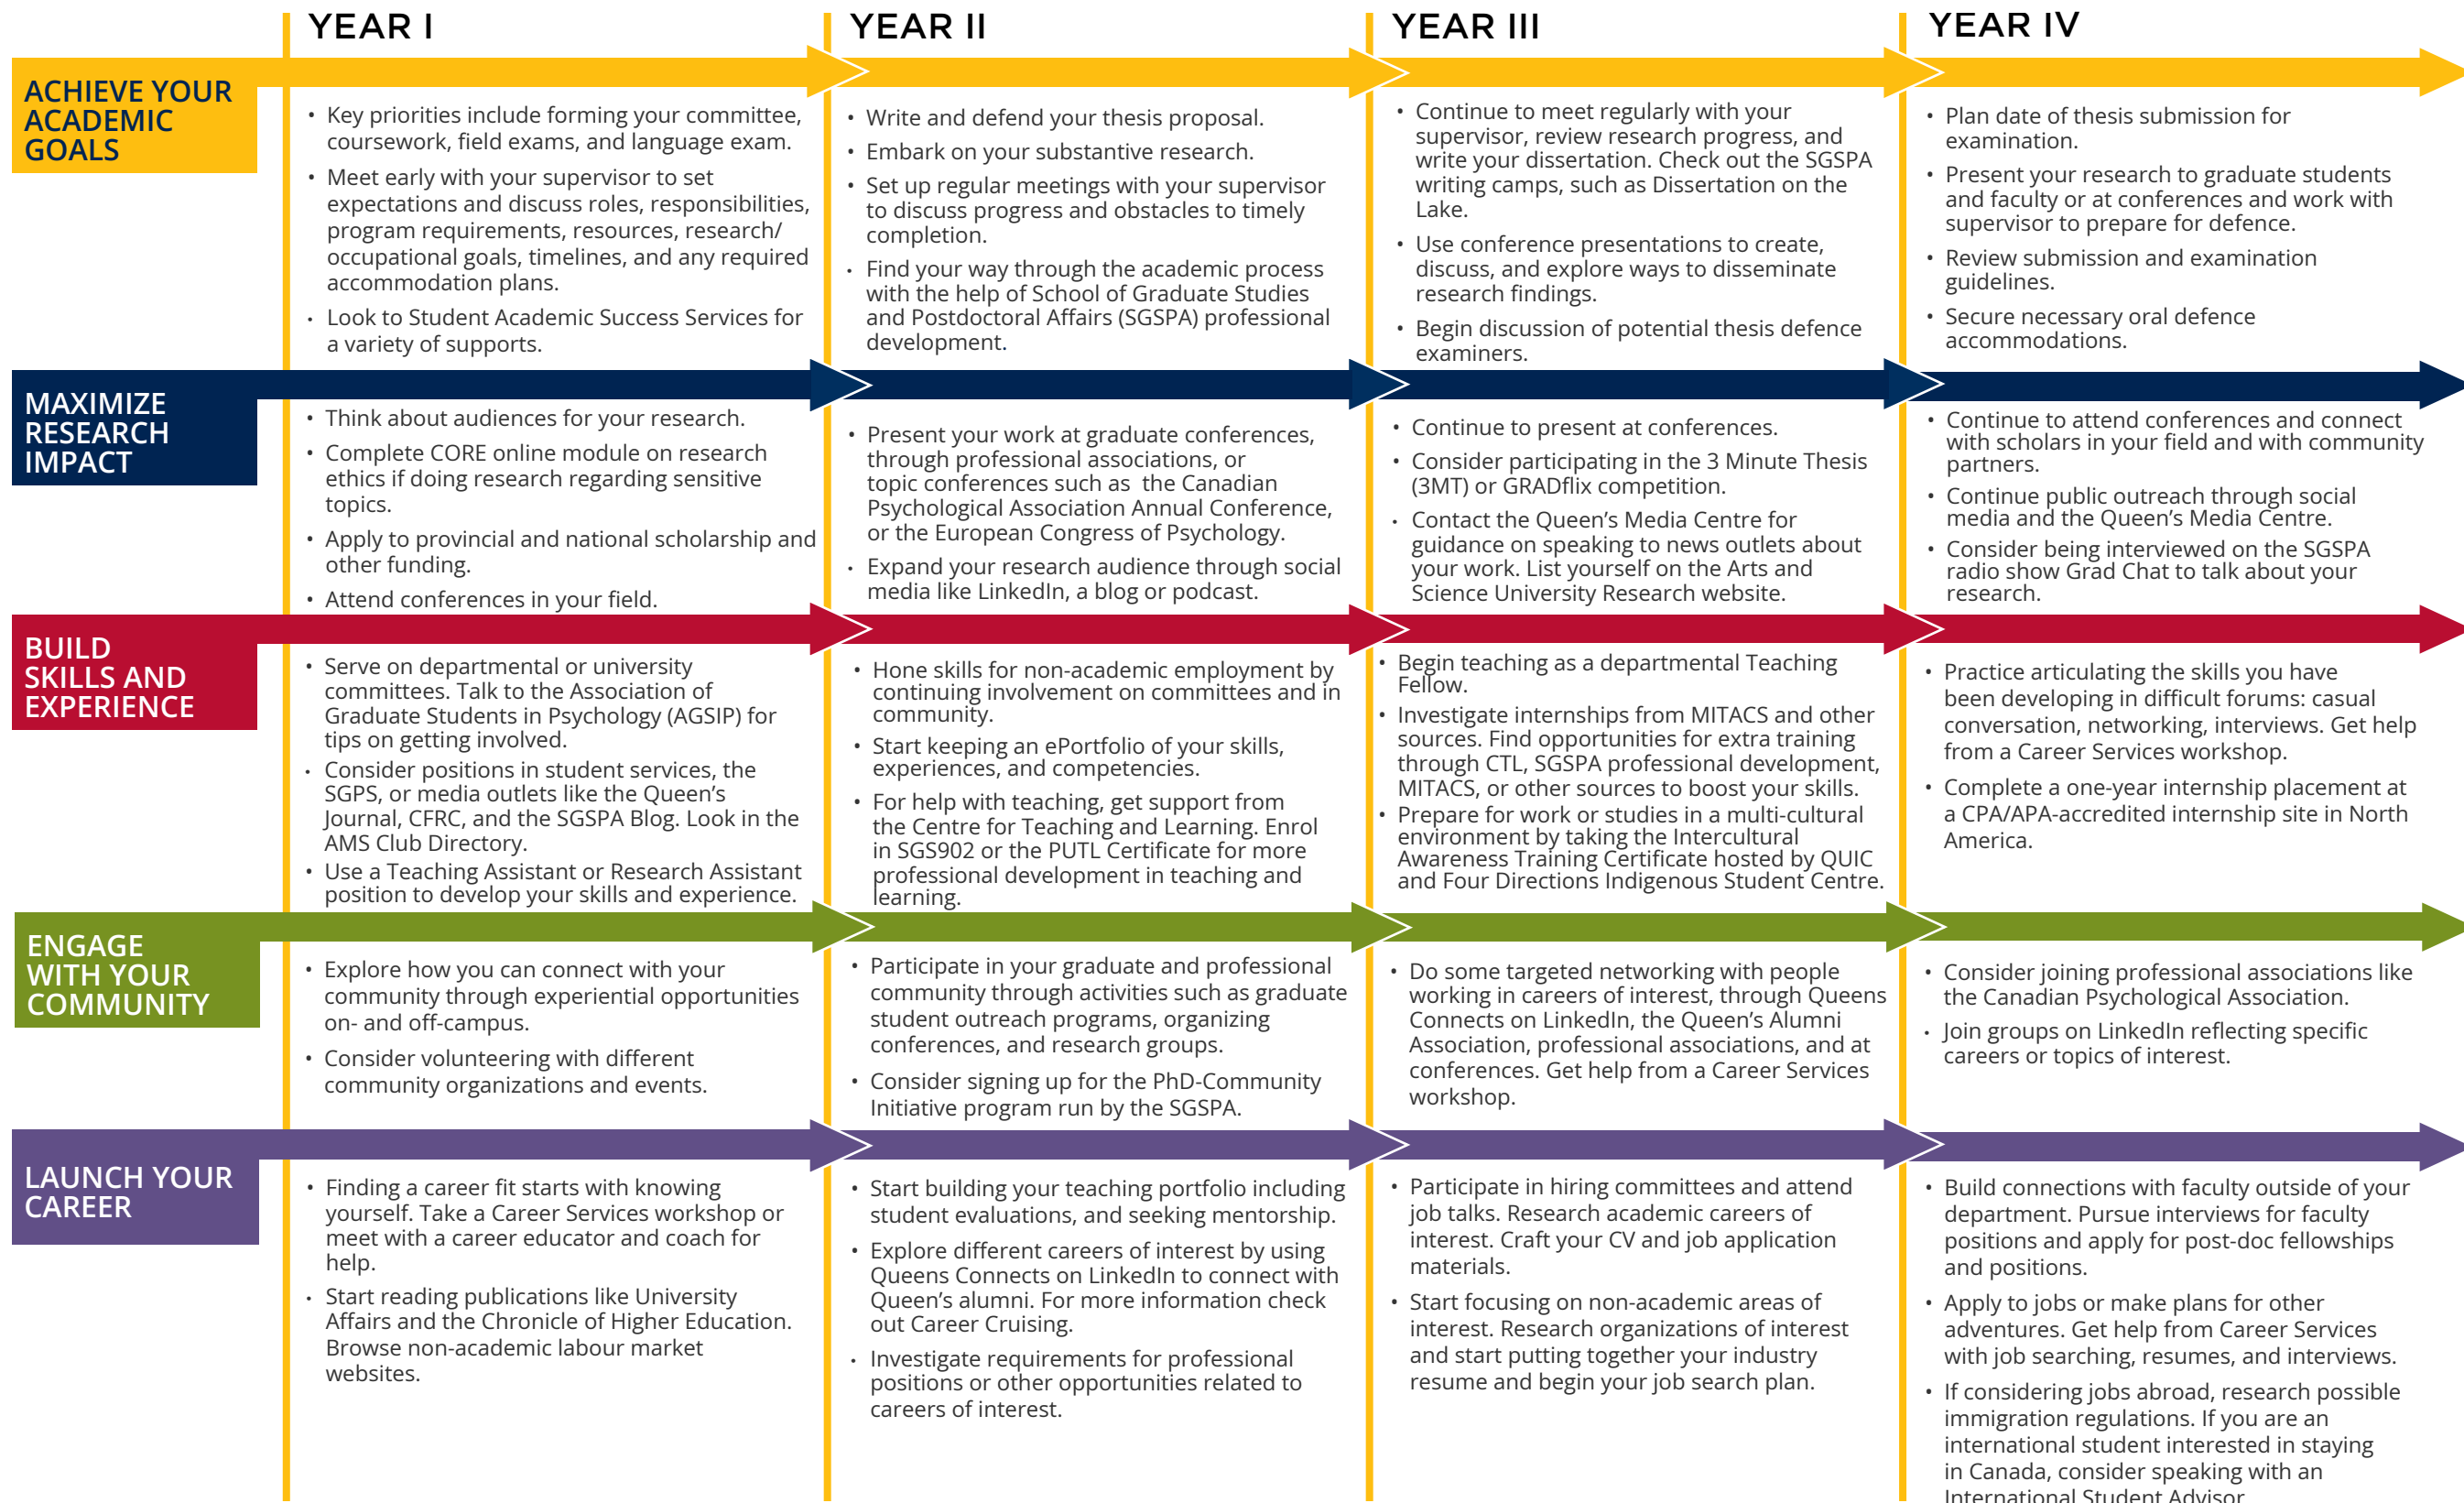 YEAR I
YEAR II
YEAR III
YEAR IV
ACHIEVE YOUR
ACADEMIC
GOALS
• Key priorities include forming your committee,
coursework, field exams, and language exam.
• Meet early with your supervisor to set
expectations and discuss roles, responsibilities,
program requirements, resources, research/
occupational goals, timelines, and any required
accommodation plans.
• Look to Student Academic Success Services for
a variety of supports.
• Write and defend your thesis proposal.
• Embark on your substantive research.
• Set up regular meetings with your supervisor
to discuss progress and obstacles to timely
completion.
• Find your way through the academic process
with the help of School of Graduate Studies
and Postdoctoral Affairs (SGSPA) professional
development.
• Continue to meet regularly with your
supervisor, review research progress, and
write your dissertation. Check out the SGSPA
writing camps, such as Dissertation on the
Lake.
• Use conference presentations to create,
discuss, and explore ways to disseminate
research findings.
• Begin discussion of potential thesis defence
examiners.
• Plan date of thesis submission for
examination.
• Present your research to graduate students
and faculty or at conferences and work with
supervisor to prepare for defence.
• Review submission and examination
guidelines.
• Secure necessary oral defence
accommodations.
MAXIMIZE
RESEARCH
IMPACT
• Think about audiences for your research.
• Complete CORE online module on research
ethics if doing research regarding sensitive
topics.
• Apply to provincial and national scholarship and
other funding.
• Attend conferences in your field.
• Present your work at graduate conferences,
through professional associations, or
topic conferences such as the Canadian
Psychological Association Annual Conference,
or the European Congress of Psychology.
• Expand your research audience through social
media like LinkedIn, a blog or podcast.
• Continue to present at conferences.
• Consider participating in the 3 Minute Thesis
(3MT) or GRADflix competition.
• Contact the Queen's Media Centre for
guidance on speaking to news outlets about
your work. List yourself on the Arts and
Science University Research website.
• Continue to attend conferences and connect
with scholars in your field and with community
partners.
• Continue public outreach through social
media and the Queen's Media Centre.
• Consider being interviewed on the SGSPA
radio show Grad Chat to talk about your
research.
BUILD
SKILLS AND
EXPERIENCE
• Serve on departmental or university
committees. Talk to the Association of
Graduate Students in Psychology (AGSIP) for
tips on getting involved.
• Consider positions in student services, the
SGPS, or media outlets like the Queen's
Journal, CFRC, and the SGSPA Blog. Look in the
AMS Club Directory.
• Use a Teaching Assistant or Research Assistant
position to develop your skills and experience.
• Hone skills for non-academic employment by
continuing involvement on committees and in
community.
• Start keeping an ePortfolio of your skills,
experiences, and competencies.
• For help with teaching, get support from
the Centre for Teaching and Learning. Enrol
in SGS902 or the PUTL Certificate for more
professional development in teaching and
learning.
• Begin teaching as a departmental Teaching
Fellow.
• Investigate internships from MITACS and other
sources. Find opportunities for extra training
through CTL, SGSPA professional development,
MITACS, or other sources to boost your skills.
• Prepare for work or studies in a multi-cultural
environment by taking the Intercultural
Awareness Training Certificate hosted by QUIC
and Four Directions Indigenous Student Centre.
• Practice articulating the skills you have
been developing in difficult forums: casual
conversation, networking, interviews. Get help
from a Career Services workshop.
• Complete a one-year internship placement at
a CPA/APA-accredited internship site in North
America.
ENGAGE
WITH YOUR
COMMUNITY
• Explore how you can connect with your
community through experiential opportunities
on- and off-campus.
• Consider volunteering with different
community organizations and events.
• Participate in your graduate and professional
community through activities such as graduate
student outreach programs, organizing
conferences, and research groups.
• Consider signing up for the PhD-Community
Initiative program run by the SGSPA.
• Do some targeted networking with people
working in careers of interest, through Queens
Connects on LinkedIn, the Queen's Alumni
Association, professional associations, and at
conferences. Get help from a Career Services
workshop.
• Consider joining professional associations like
the Canadian Psychological Association.
• Join groups on LinkedIn reflecting specific
careers or topics of interest.
LAUNCH YOUR
CAREER
• Finding a career fit starts with knowing
yourself. Take a Career Services workshop or
meet with a career educator and coach for
help.
• Start reading publications like University
Affairs and the Chronicle of Higher Education.
Browse non-academic labour market
websites.
• Start building your teaching portfolio including
student evaluations, and seeking mentorship.
• Explore different careers of interest by using
Queens Connects on LinkedIn to connect with
Queen's alumni. For more information check
out Career Cruising.
• Investigate requirements for professional
positions or other opportunities related to
careers of interest.
• Participate in hiring committees and attend
job talks. Research academic careers of
interest. Craft your CV and job application
materials.
• Start focusing on non-academic areas of
interest. Research organizations of interest
and start putting together your industry
resume and begin your job search plan.
• Build connections with faculty outside of your
department. Pursue interviews for faculty
positions and apply for post-doc fellowships
and positions.
• Apply to jobs or make plans for other
adventures. Get help from Career Services
with job searching, resumes, and interviews.
• If considering jobs abroad, research possible
immigration regulations. If you are an
international student interested in staying
in Canada, consider speaking with an
International Student Advisor